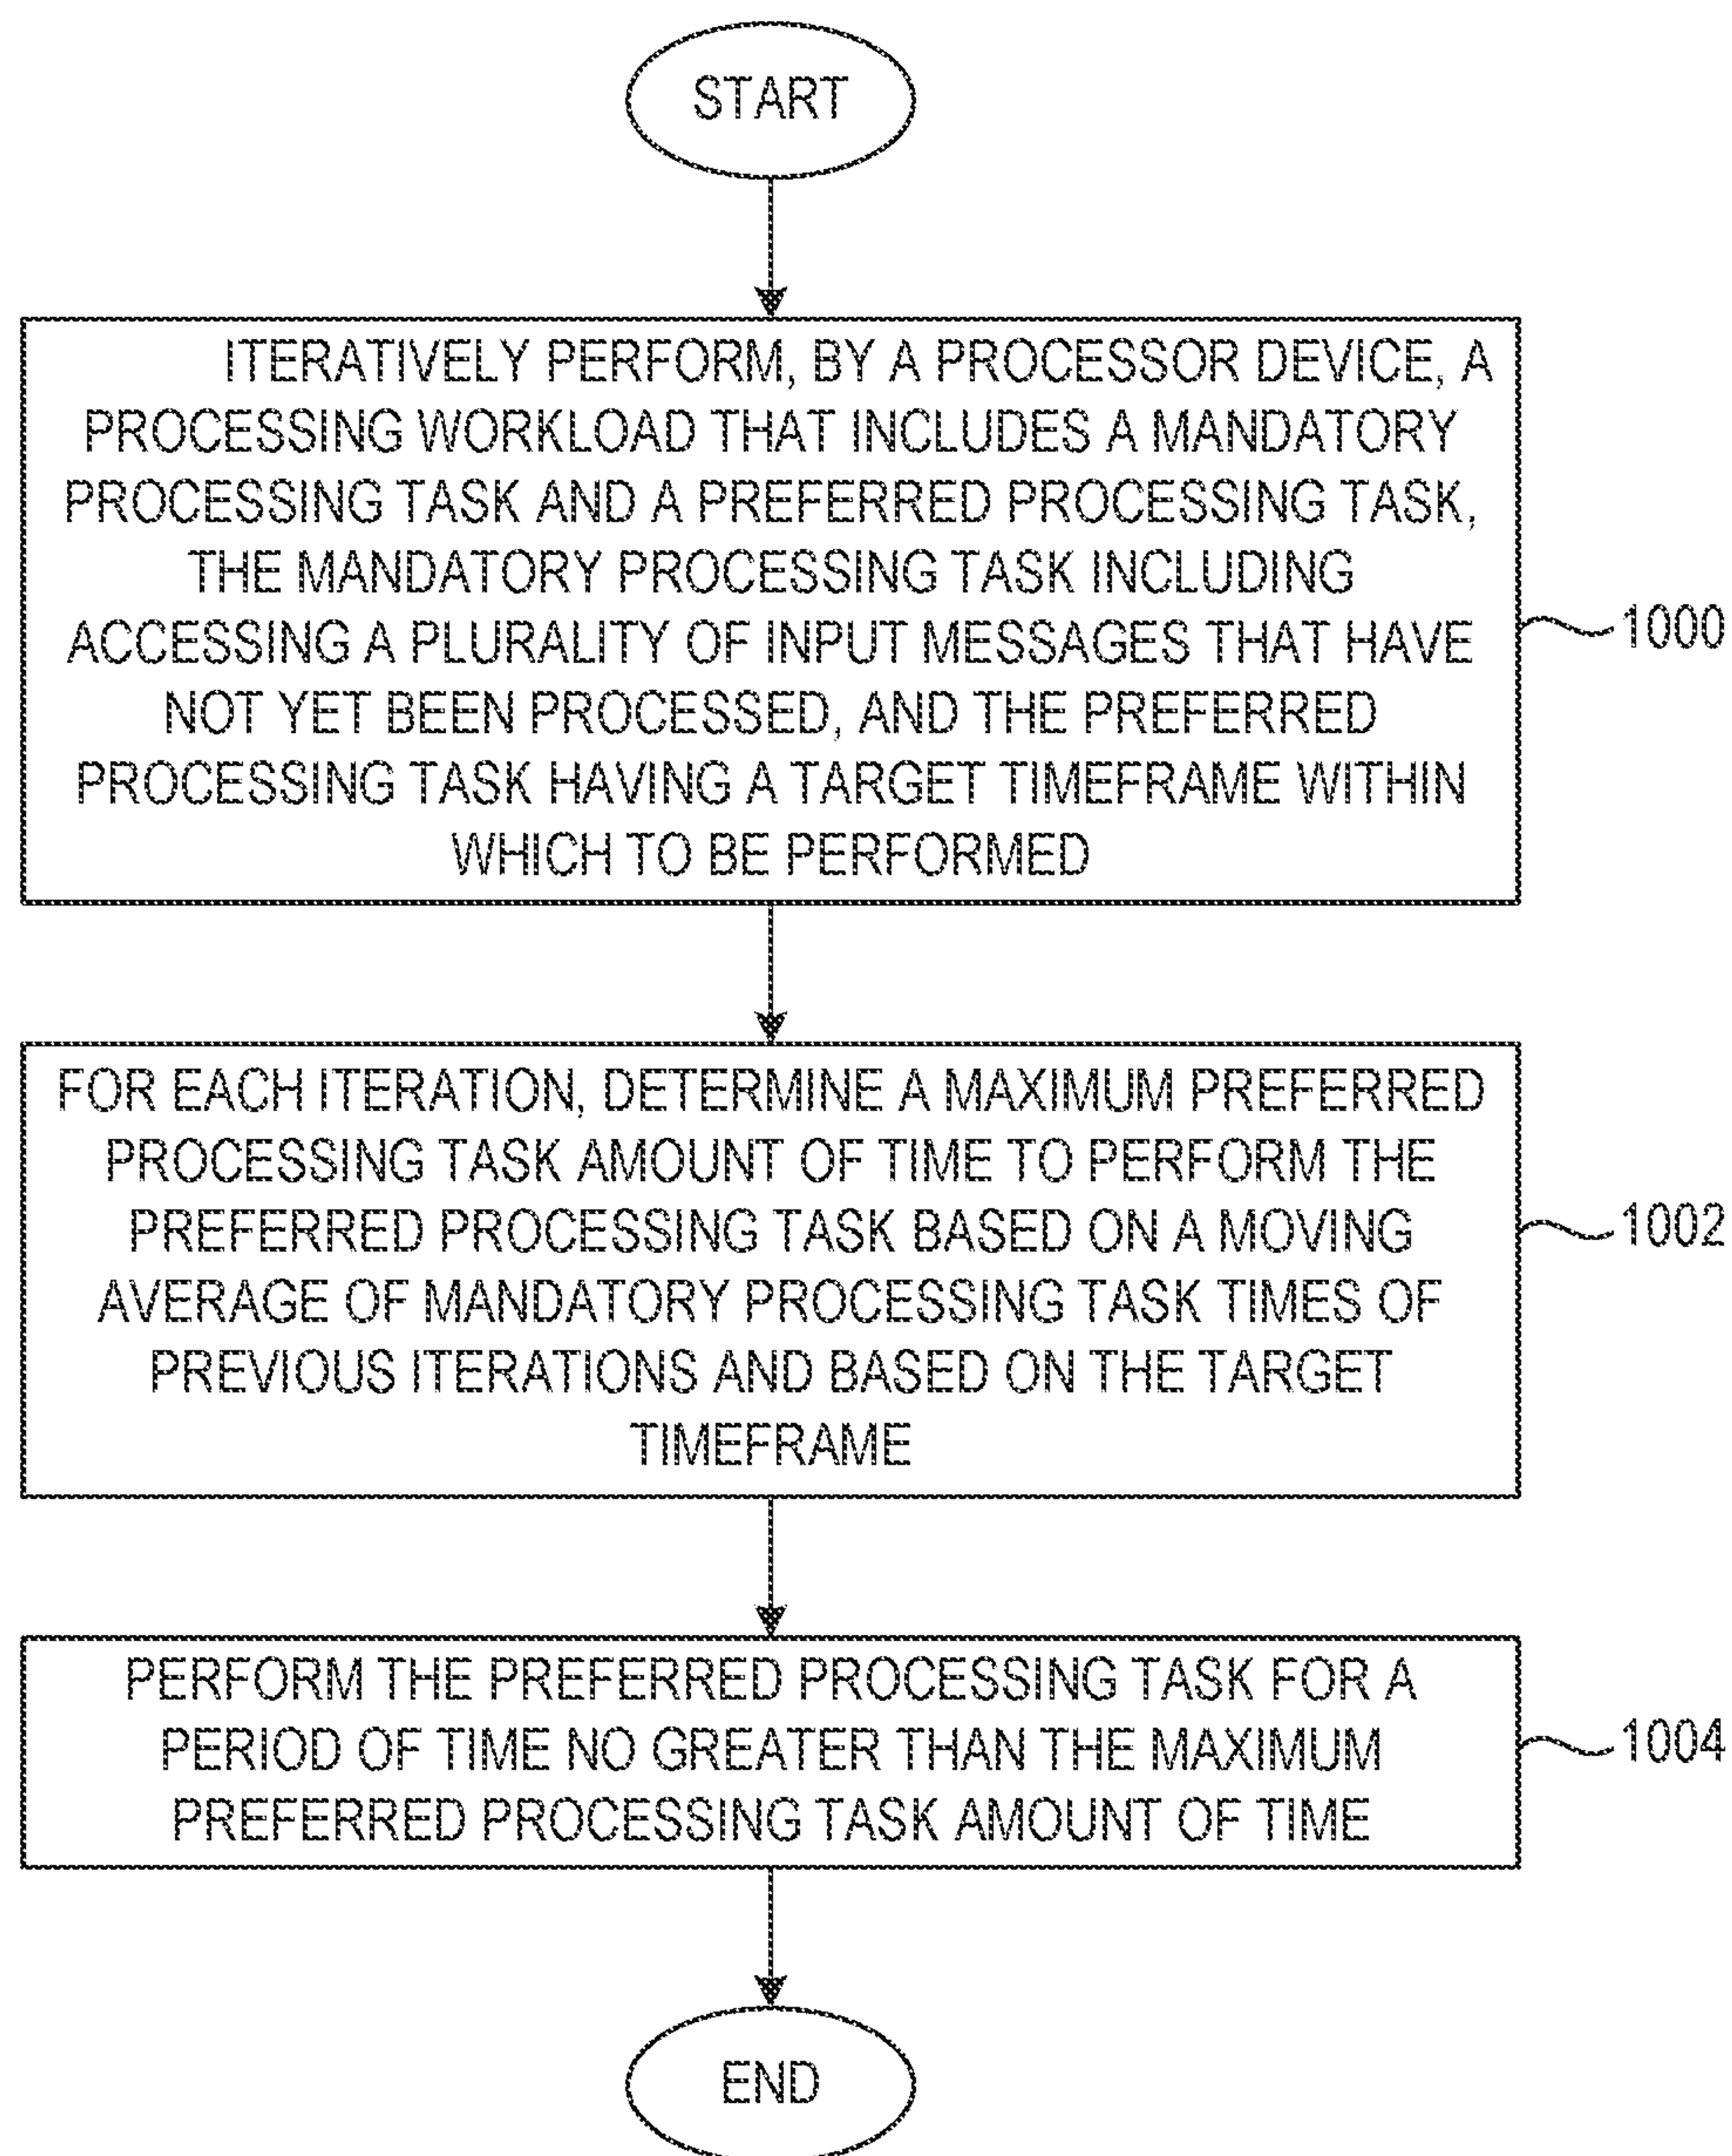 START
ITERATIVELY PERFORM, BY A PROCESSOR DEVICE, A
PROCESSING WORKLOAD THAT INCLUDES A MANDATORY
PROCESSING TASK AND A PREFERRED PROCESSING TASK,
THE MANDATORY PROCESSING TASK INCLUDING
ACCESSING A PLURALITY OF INPUT MESSAGES THAT HAVE
NOT YET BEEN PROCESSED, AND THE PREFERRED
PROCESSING TASK HAVING A TARGET TIMEFRAME WITHIN
WHICH TO BE PERFORMED
1000
FOR EACH ITERATION, DETERMINE A MAXIMUM PREFERRED
PROCESSING TASK AMOUNT OF TIME TO PERFORM THE
PREFERRED PROCESSING TASK BASED ON A MOVING
AVERAGE OF MANDATORY PROCESSING TASK TIMES OF
PREVIOUS ITERATIONS AND BASED ON THE TARGET
TIMEFRAME
1002
PERFORM THE PREFERRED PROCESSING TASK FOR A
PERIOD OF TIME NO GREATER THAN THE MAXIMUM
PREFERRED PROCESSING TASK AMOUNT OF TIME
1004
END